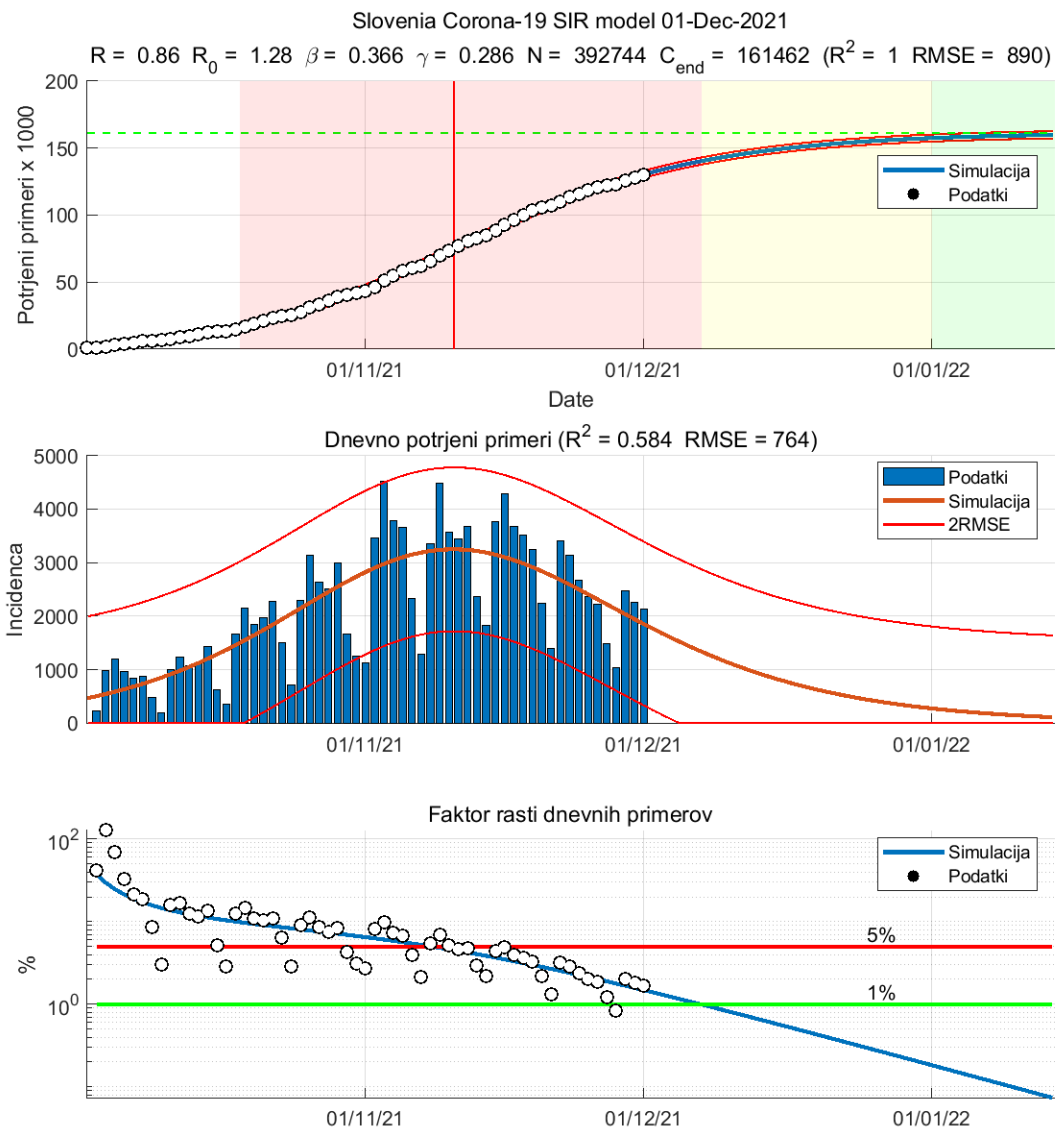 Slovenia Corona-19 SIR model 01-Dec-2021
R = 0.86 R0 = 1.28 β = 0.366 γ = 0.286 N = 392744 Cend = 161462 (R2 = 1 RMSE = 890)
Potrjeni primeri x 1000
200
150
100
50
0
Simulacija
Podatki
01/11/21
01/12/21
01/01/22
Date
Dnevno potrjeni primeri (R2 = 0.584 RMSE = 764)
Incidenca
5000
4000
3000
2000
1000
0
Podatki
Simulacija
2RMSE
01/11/21
01/12/21
01/01/22
Faktor rasti dnevnih primerov
%
10^2
10^0
Simulacija
Podatki
5%
1%
01/11/21
01/12/21
01/01/22